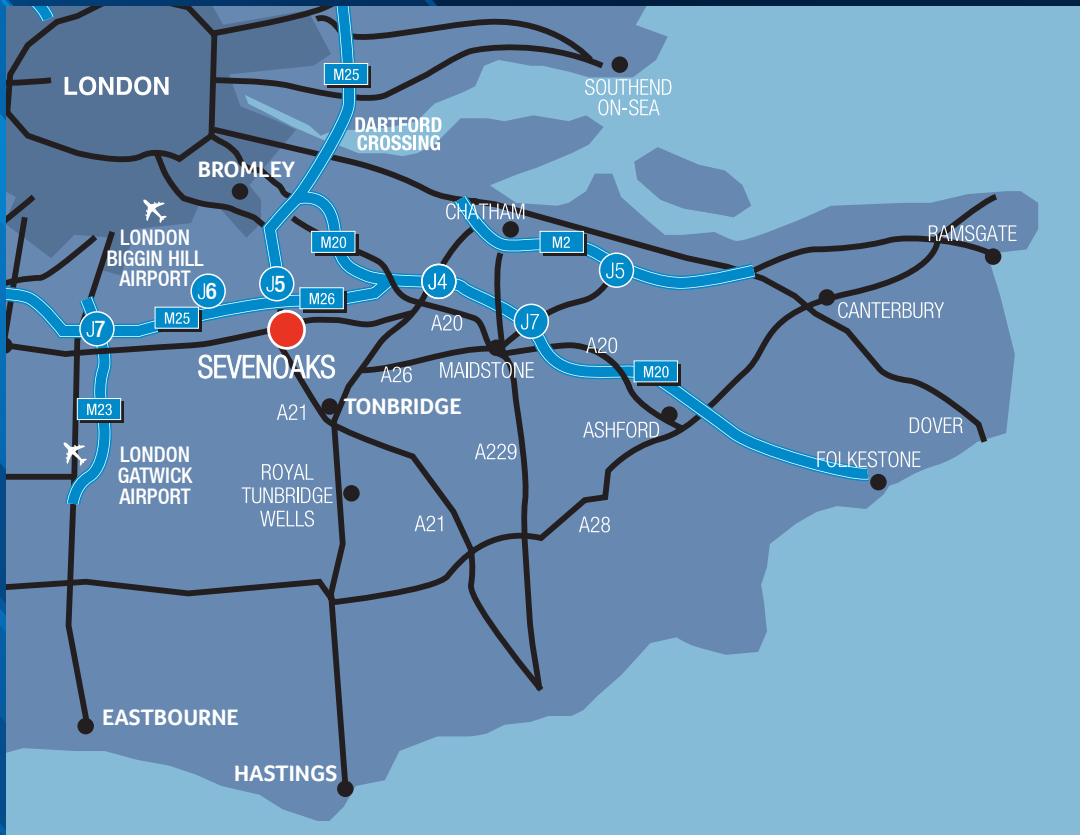 M25
LONDON
SOUTHEND
ON-SEA
DARTFORD
CROSSING
BROMLEY
CHATHAM
LONDON
BIGGIN HILL
AIRPORT
M20
M2
RAMSGATE
J6
J5
J4
J5
M26
M25
CANTERBURY
J7
A20
J7
A20
SEVENOAKS
A26
MAIDSTONE
M20
M23
A21
TONBRIDGE
ASHFORD
DOVER
LONDON
GATWICK
AIRPORT
ROYAL
TUNBRIDGE
WELLS
A229
FOLKESTONE
A21
A28
EASTBOURNE
HASTINGS